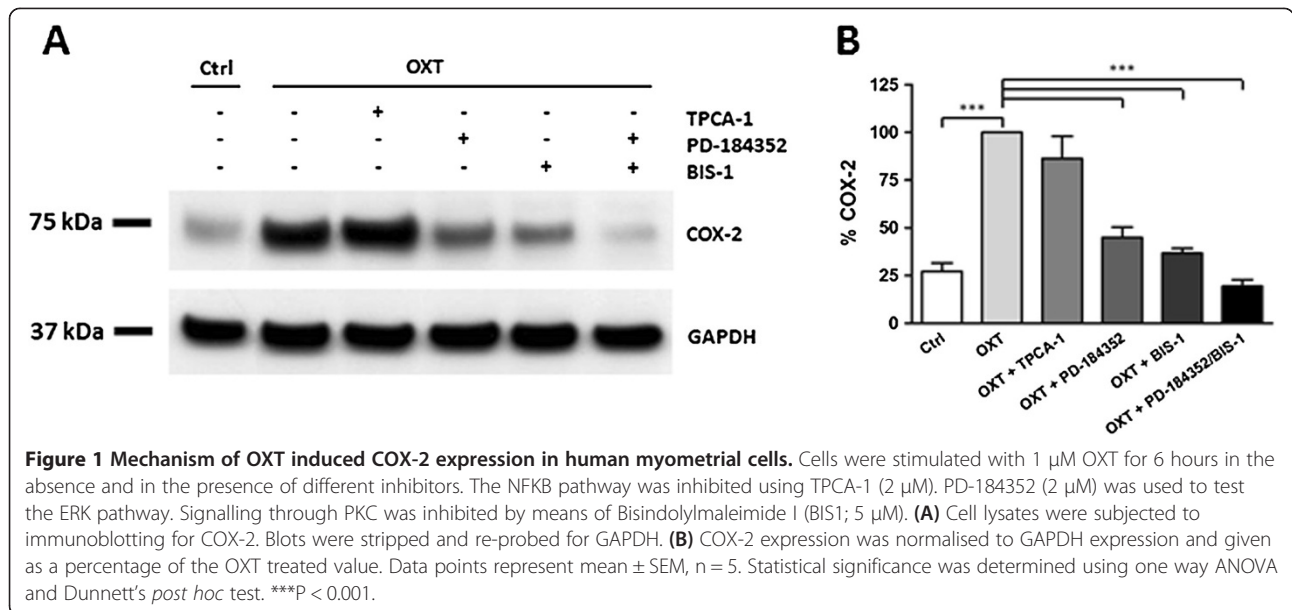 A
Ctrl OXT
- - + - - - TPCA-1
- - - + - + PD-184352
- - - - + + BIS-1
75 kDa COX-2
37 kDa GAPDH
B
***
***
% COX-2
125
100
75
50
25
0
Ctrl
OXT
OXT + TPCA-1
OXT + PD-184352
OXT + BIS-1
OXT + PD-184352/BIS-1
Figure 1 Mechanism of OXT induced COX-2 expression in human myometrial cells. Cells were stimulated with 1 μM OXT for 6 hours in the
absence and in the presence of different inhibitors. The NFKB pathway was inhibited using TPCA-1 (2 μM). PD-184352 (2 μM) was used to test
the ERK pathway. Signalling through PKC was inhibited by means of Bisindolylmaleimide I (BIS1; 5 μM). (A) Cell lysates were subjected to
immunoblotting for COX-2. Blots were stripped and re-probed for GAPDH. (B) COX-2 expression was normalised to GAPDH expression and given
as a percentage of the OXT treated value. Data points represent mean ± SEM, n = 5. Statistical significance was determined using one way ANOVA
and Dunnett's post hoc test. ***P < 0.001.